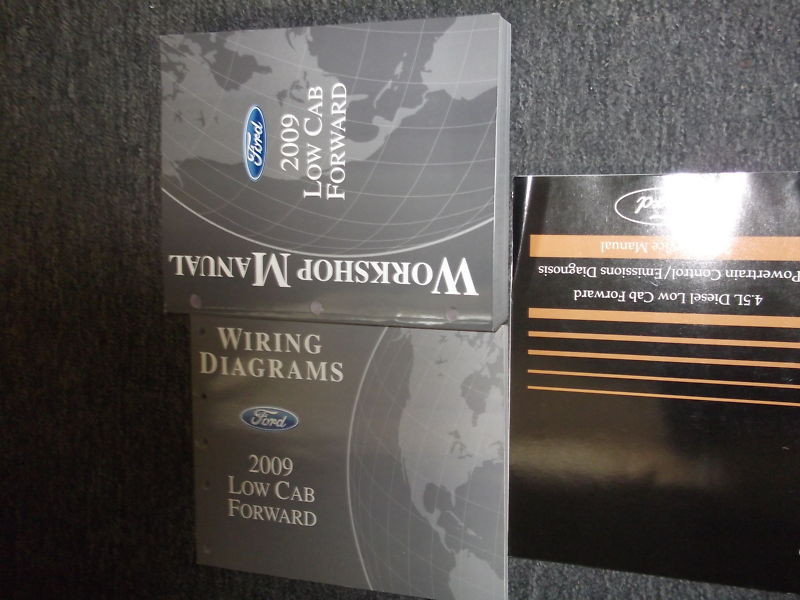 Ford
2009
LOW CAB
FORWARD
WORKSHOP MANUAL
WIRING
DIAGRAMS
Ford
2009
LOW CAB
FORWARD
Manual
Powertrain Control/Emissions Diagnosis
4.5L Diesel Low Cab Forward